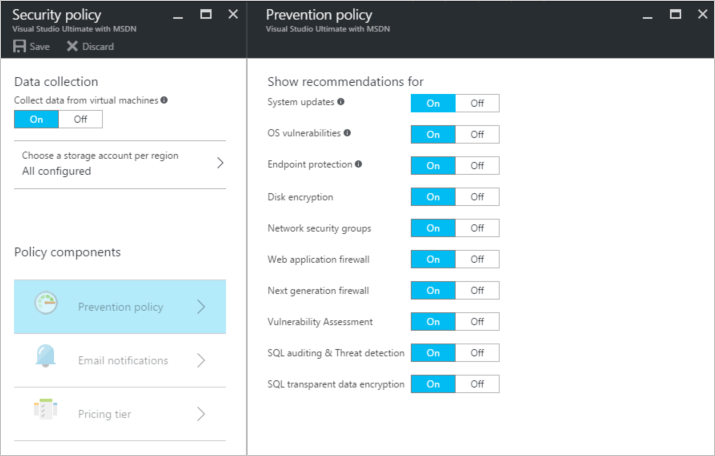 Security policy
Visual Studio Ultimate with MSDN
Save Discard
Data collection
Collect data from virtual machines
On Off
Choose a storage account per region
All configured
Policy components
Prevention policy
Email notifications
Pricing tier
Prevention policy
Visual Studio Ultimate with MSDN
Show recommendations for
System updates On Off
OS vulnerabilities On Off
Endpoint protection On Off
Disk encryption On Off
Network security groups On Off
Web application firewall On Off
Next generation firewall On Off
Vulnerability Assessment On Off
SQL auditing & Threat detection On Off
SQL transparent data encryption On Off